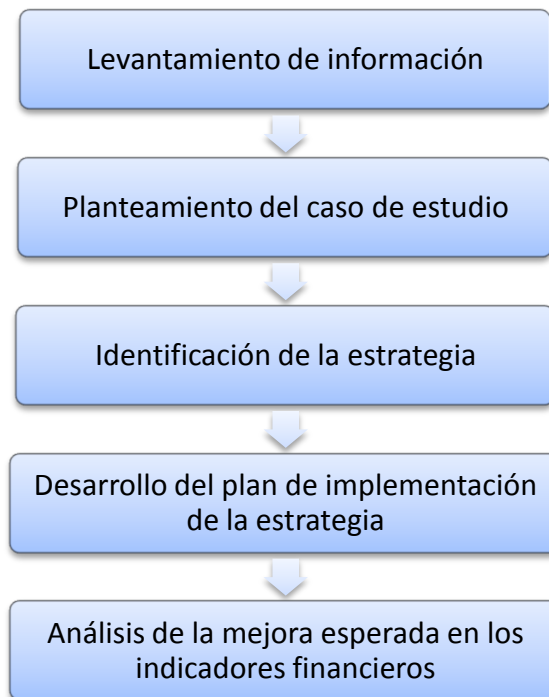 Levantamiento de información
Planteamiento del caso de estudio
Identificación de la estrategia
Desarrollo del plan de implementación
de la estrategia
Análisis de la mejora esperada en los
indicadores financieros